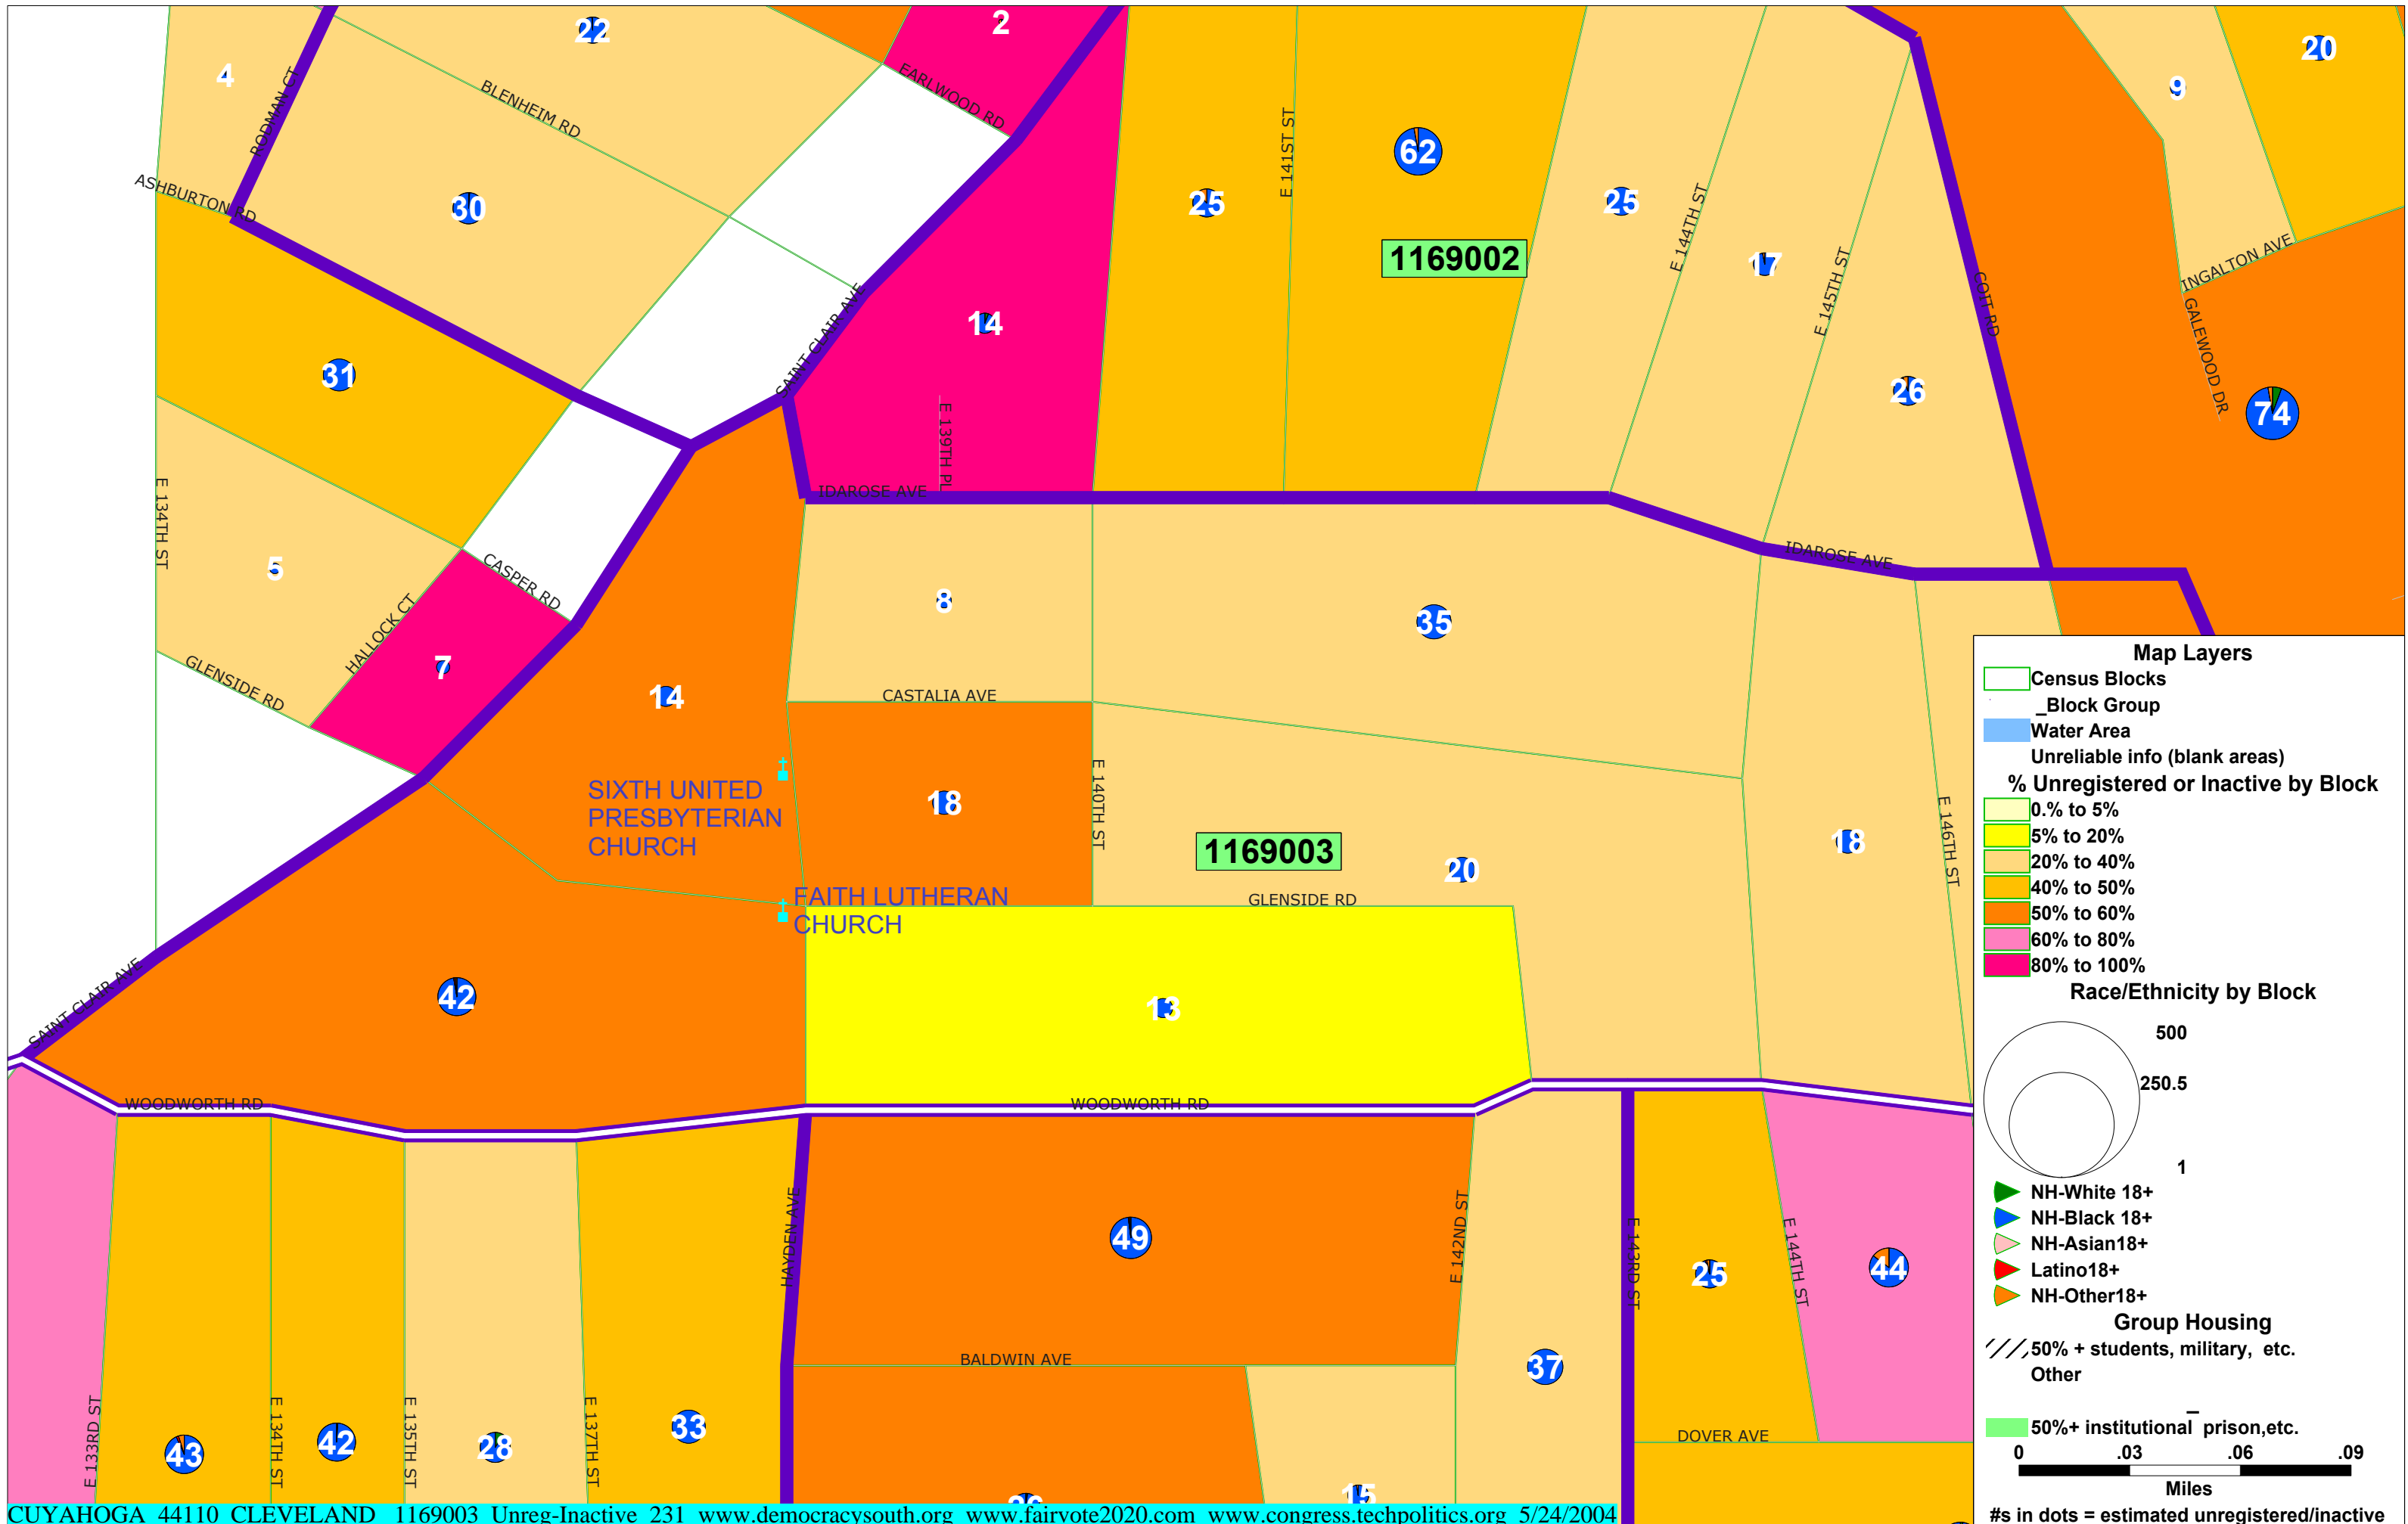 22
2
4
20
9
RODMAN CT
BLENHEIM RD
EARLWOOD RD
E 141ST ST
62
ASHBURTON RD
30
25
25
E 144TH ST
1169002
17
E 145TH ST
COIT RD
INGALTON AVE
GALEWOOD DR
SAINT CLAIR AVE
14
31
26
74
E 139TH PL
IDAROSE AVE
E 134TH ST
CASPER RD
5
8
IDAROSE AVE
HALLOCK CT
35
7
GLENSIDE RD
14
CASTALIA AVE
SIXTH UNITED
PRESBYTERIAN
CHURCH
18
E 140TH ST
1169003
20
18
E 146TH ST
FAITH LUTHERAN
CHURCH
GLENSIDE RD
SAINT CLAIR AVE
42
13
WOODWORTH RD
WOODWORTH RD
HAYDEN AVE
49
E 142ND ST
E 143RD ST
25
E 144TH ST
44
BALDWIN AVE
37
E 133RD ST
43
E 134TH ST
42
E 135TH ST
28
E 137TH ST
33
DOVER AVE
15
Map Layers
Census Blocks
_Block Group
Water Area
Unreliable info (blank areas)
% Unregistered or Inactive by Block
0.% to 5%
5% to 20%
20% to 40%
40% to 50%
50% to 60%
60% to 80%
80% to 100%
Race/Ethnicity by Block
500
250.5
1
NH-White 18+
NH-Black 18+
NH-Asian18+
Latino18+
NH-Other18+
Group Housing
50% + students, military, etc.
Other
_
50%+ institutional prison,etc.
0 .03 .06 .09
Miles
#s in dots = estimated unregistered/inactive
CUYAHOGA 44110 CLEVELAND 1169003 Unreg-Inactive 231 www.democracysouth.org www.fairvote2020.com www.congress.techpolitics.org 5/24/2004